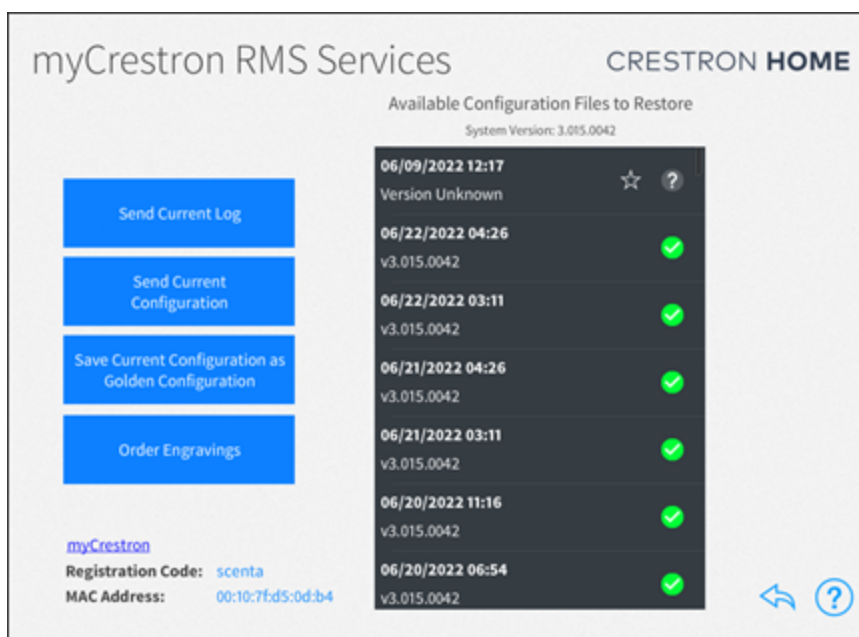 myCrestron RMS Services
CRESTRON HOME
Available Configuration Files to Restore
System Version: 3.015.0042
Send Current Log
Send Current
Configuration
Save Current Configuration as
Golden Configuration
Order Engravings
myCrestron
Registration Code: scenta
MAC Address: 00:10:7f:d5:0d:b4
06/09/2022 12:17
Version Unknown
?
06/22/2022 04:26
v3.015.0042
06/22/2022 03:11
v3.015.0042
06/21/2022 04:26
v3.015.0042
06/21/2022 03:11
v3.015.0042
06/20/2022 11:16
v3.015.0042
06/20/2022 06:54
v3.015.0042
?